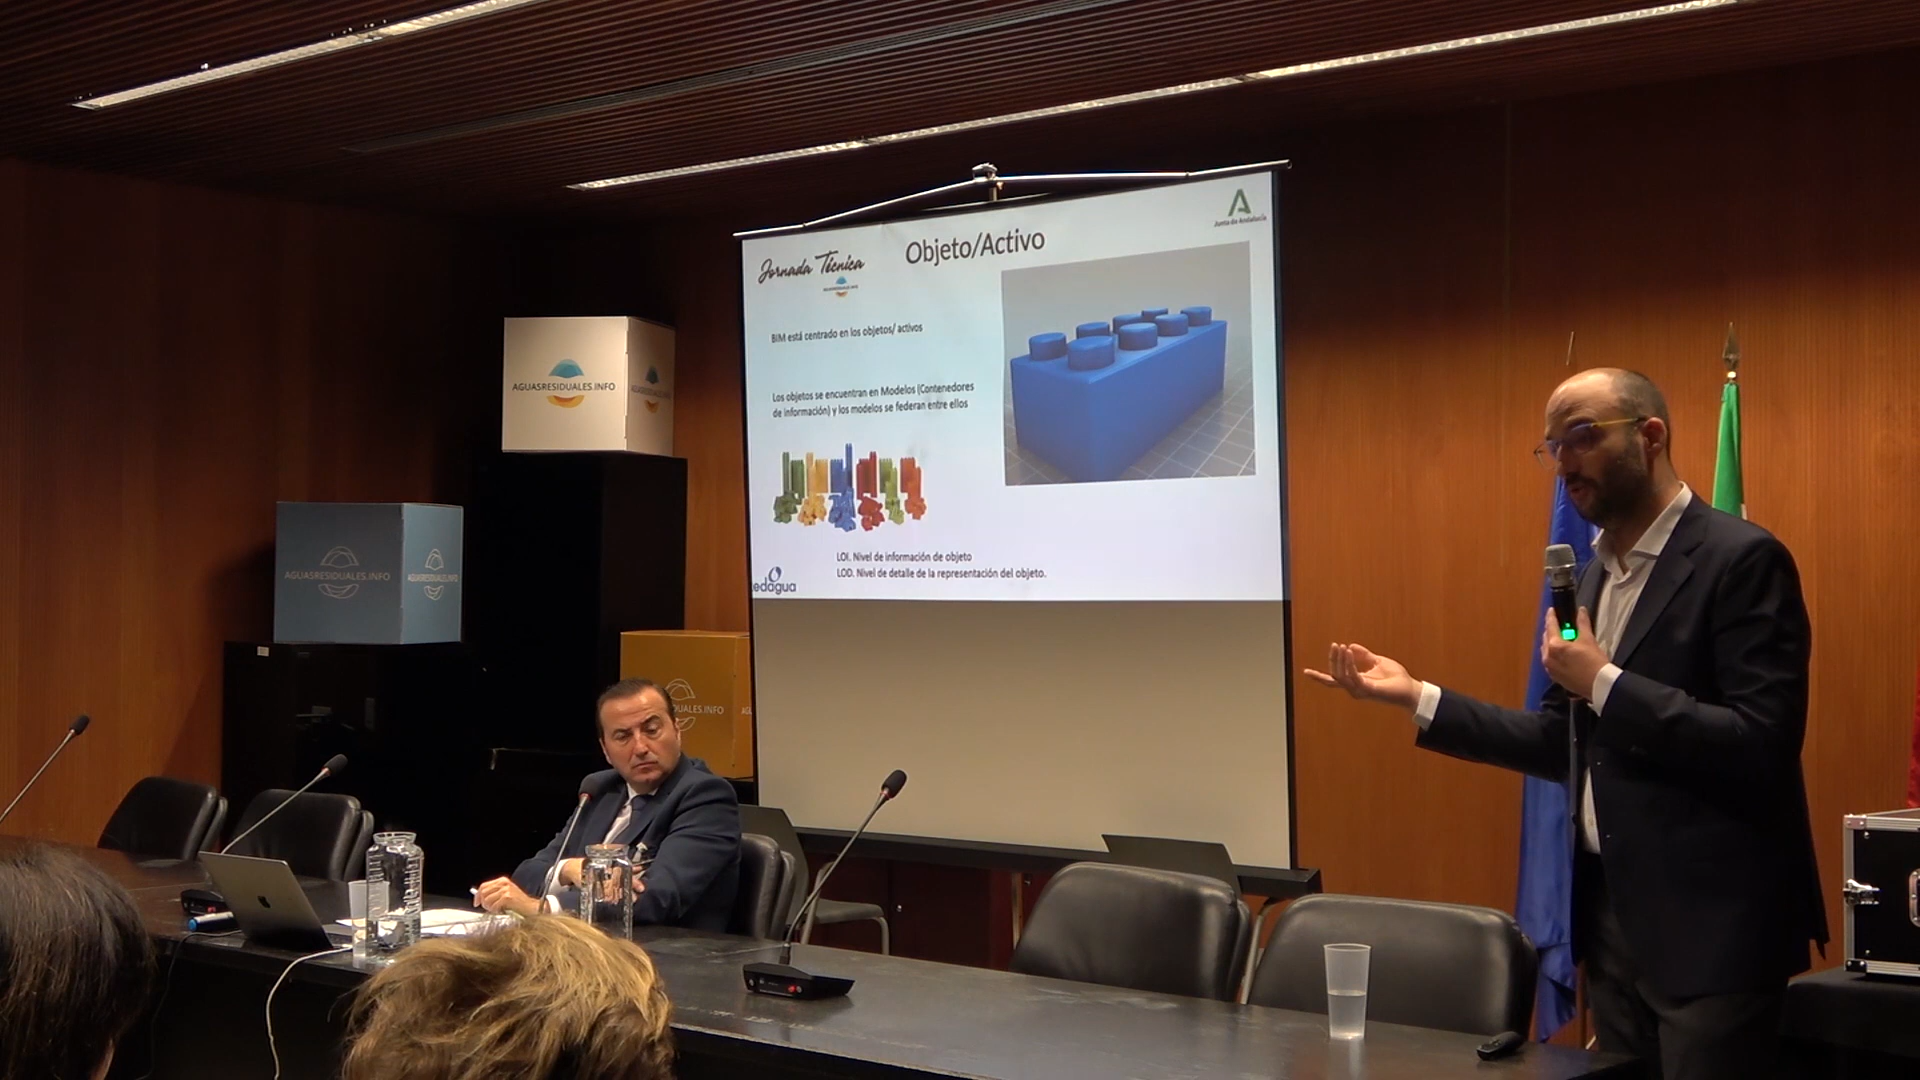 Junta de Andalucía
Objeto/Activo
Jornada Técnica
AGUASRESIDUALES.INFO
BIM está centrado en los objetos/ activos
Los objetos se encuentran en Modelos (Contenedores
de información) y los modelos se federan entre ellos
LOI. Nivel de información de objeto
LOD. Nivel de detalle de la representación del objeto.
edagua
AGUASRESIDUALES.INFO
AGUASRESIDUALES.INFO
AGUASRESIDUALES.INFO
AGUASRESIDUALES.INFO
DUALES.INFO